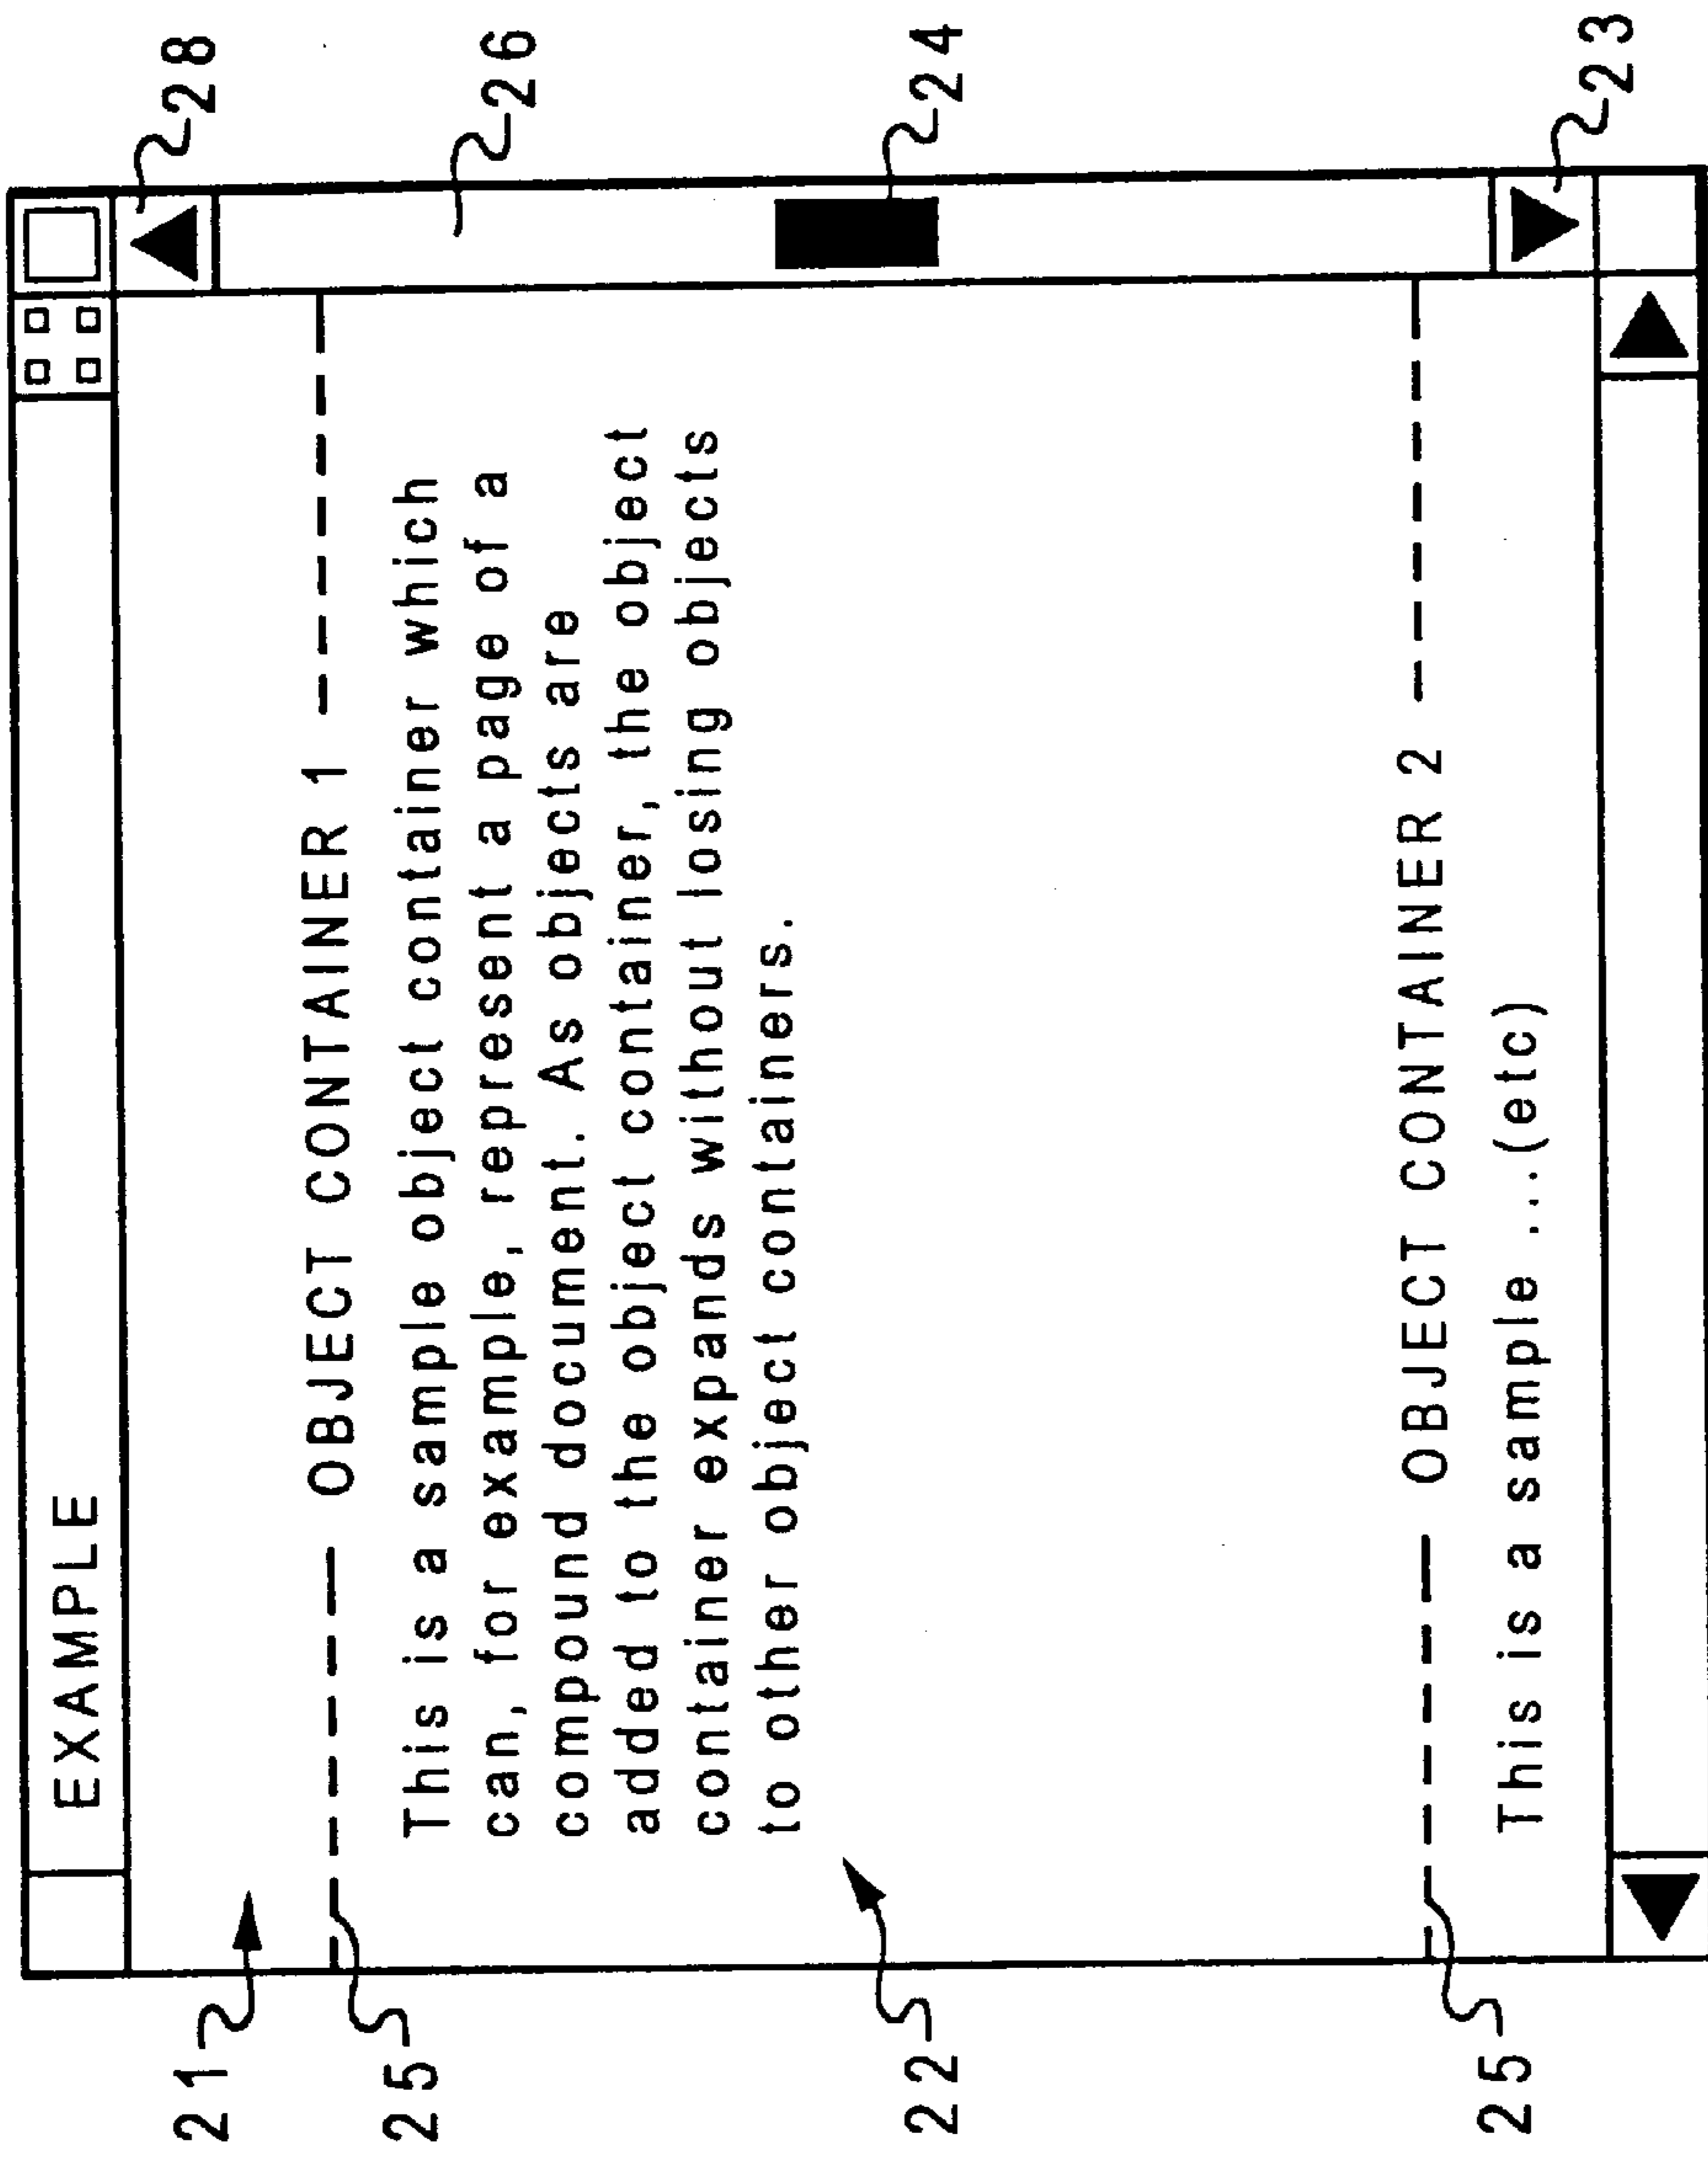 EXAMPLE
28
21
26
25
OBJECT CONTAINER 1
This is a sample object container which
can, for example, represent a page of a
compound document. As objects are
added to the object container, the object
container expands without losing objects
to other object containers.
24
22
OBJECT CONTAINER 2
25
This is a sample ...(etc)
23